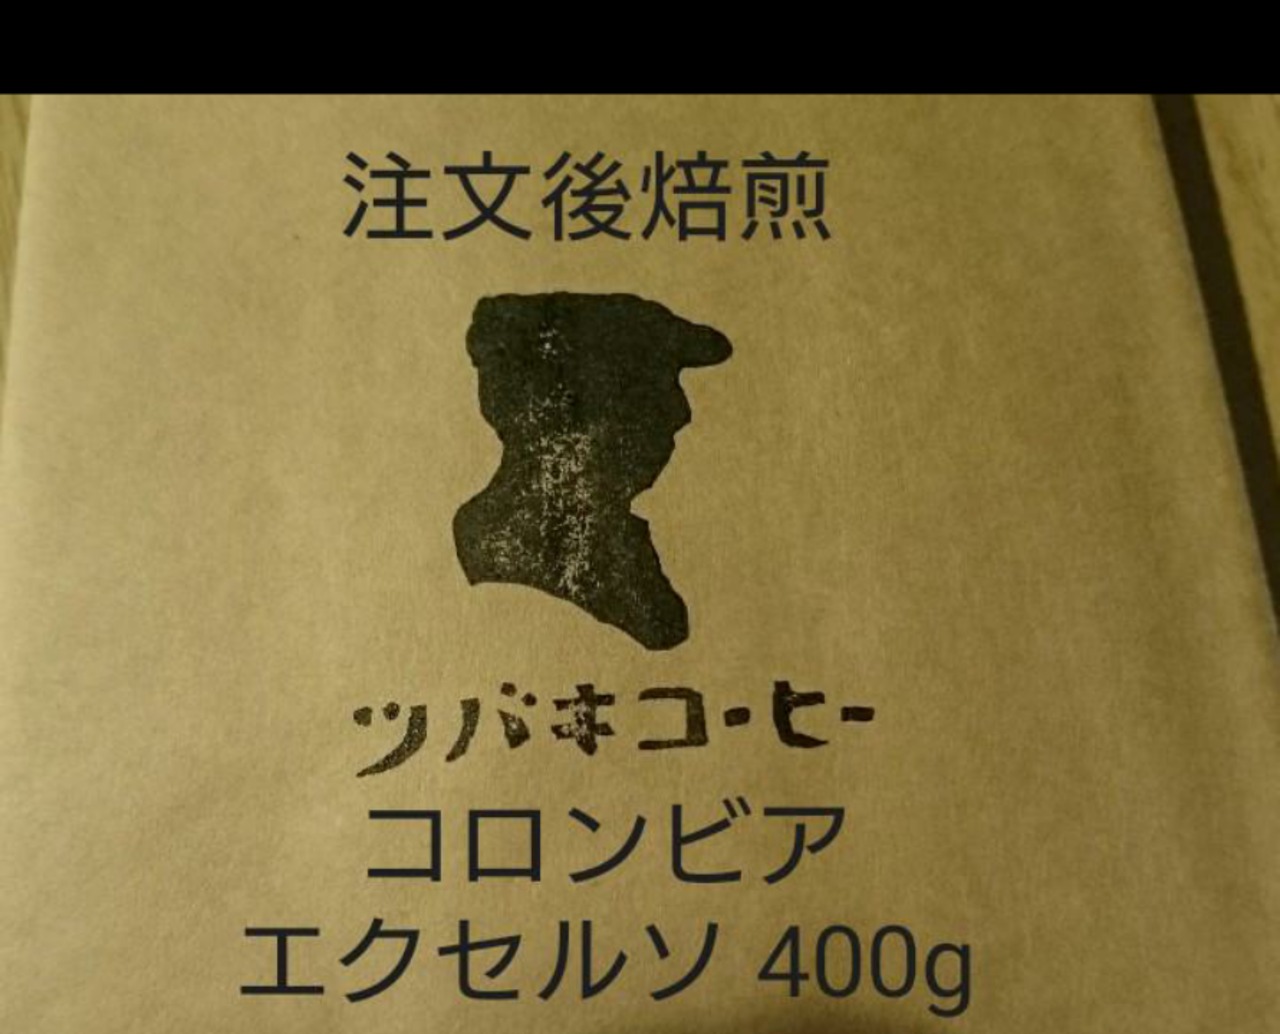 注文後焙煎
ツバキコーヒー
コロンビア
エクセルソ 400g